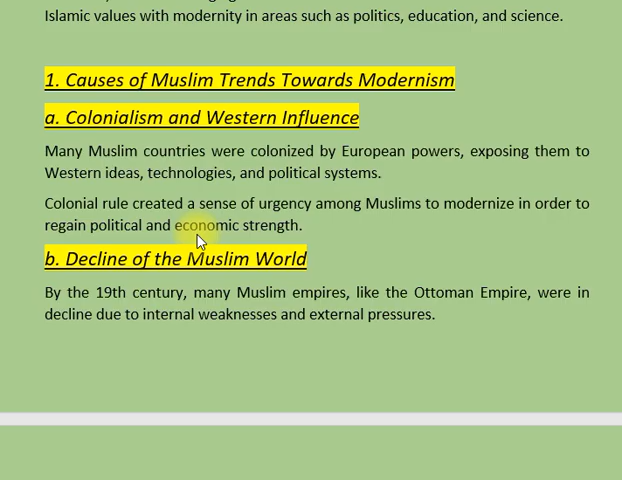 Islamic values with modernity in areas such as politics, education, and science.
1. Causes of Muslim Trends Towards Modernism
a. Colonialism and Western Influence
Many Muslim countries were colonized by European powers, exposing them to
Western ideas, technologies, and political systems.
Colonial rule created a sense of urgency among Muslims to modernize in order to
regain political and economic strength.
b. Decline of the Muslim World
By the 19th century, many Muslim empires, like the Ottoman Empire, were in
decline due to internal weaknesses and external pressures.